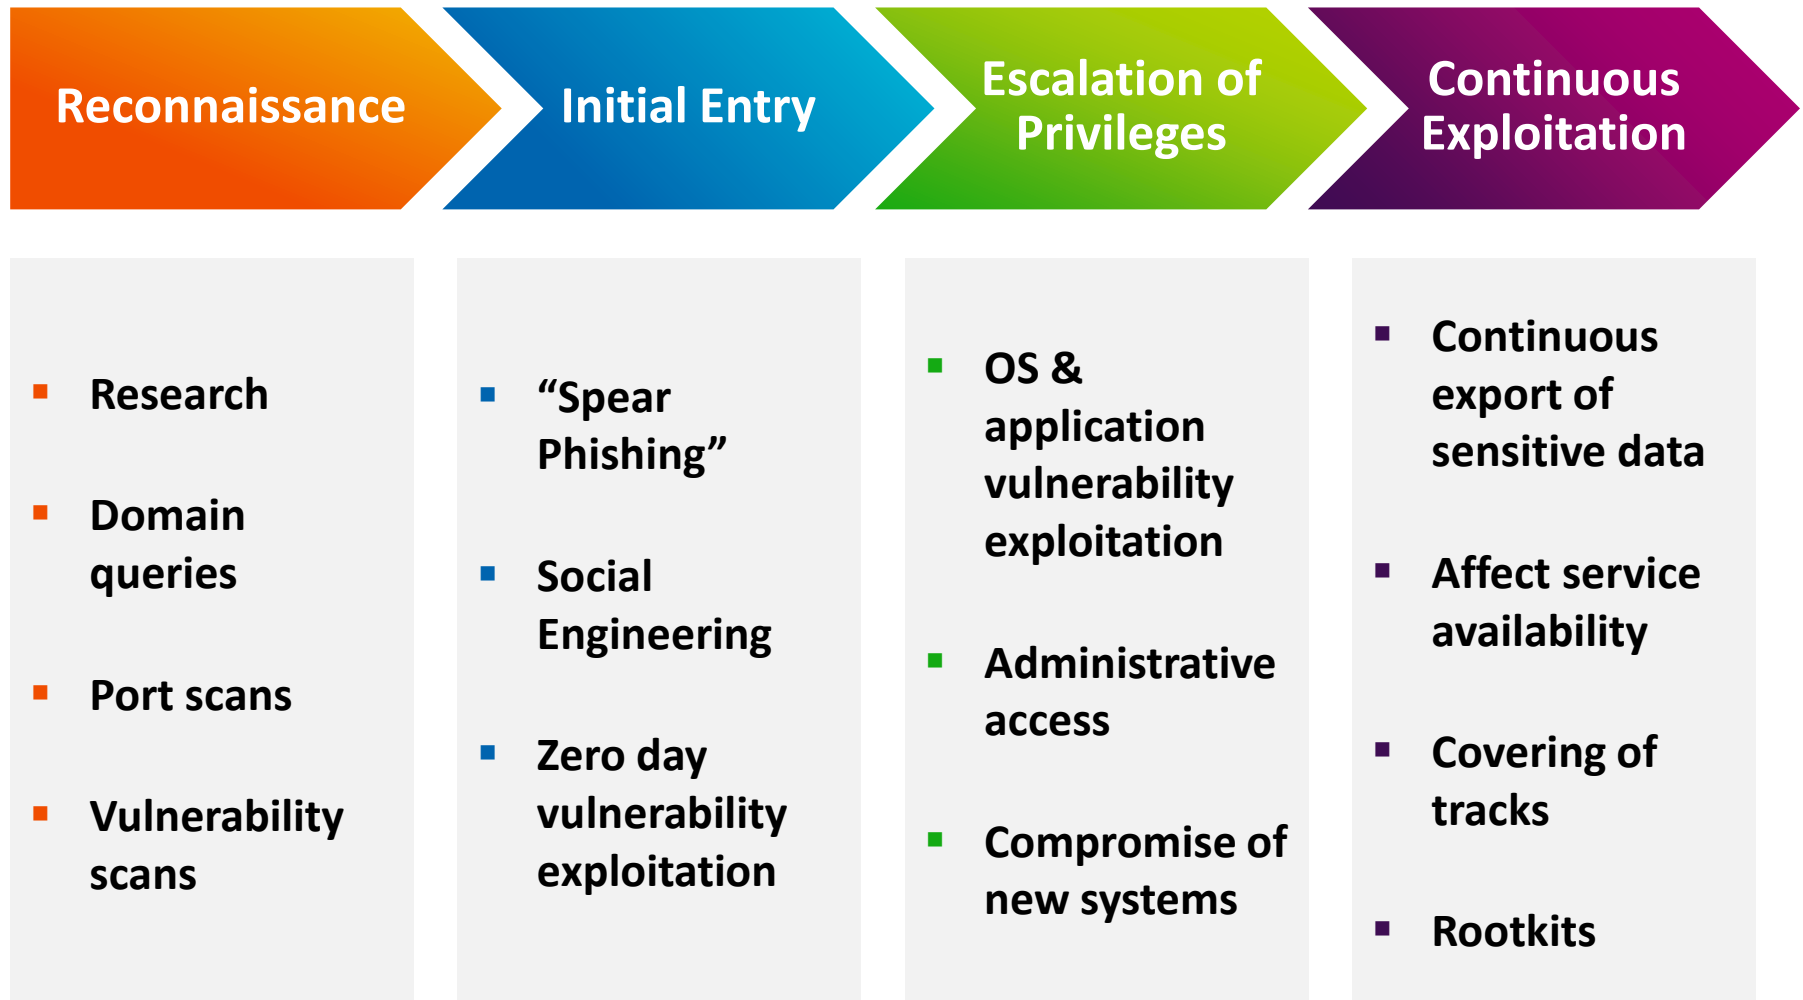 Reconnaissance
Initial Entry
Escalation of
Privileges
Continuous
Exploitation
▪ Research
▪ Domain
queries
▪ Port scans
▪ Vulnerability
scans
▪ “Spear
Phishing”
▪ Social
Engineering
▪ Zero day
vulnerability
exploitation
▪ OS &
application
vulnerability
exploitation
▪ Administrative
access
▪ Compromise of
new systems
▪ Continuous
export of
sensitive data
▪ Affect service
availability
▪ Covering of
tracks
▪ Rootkits